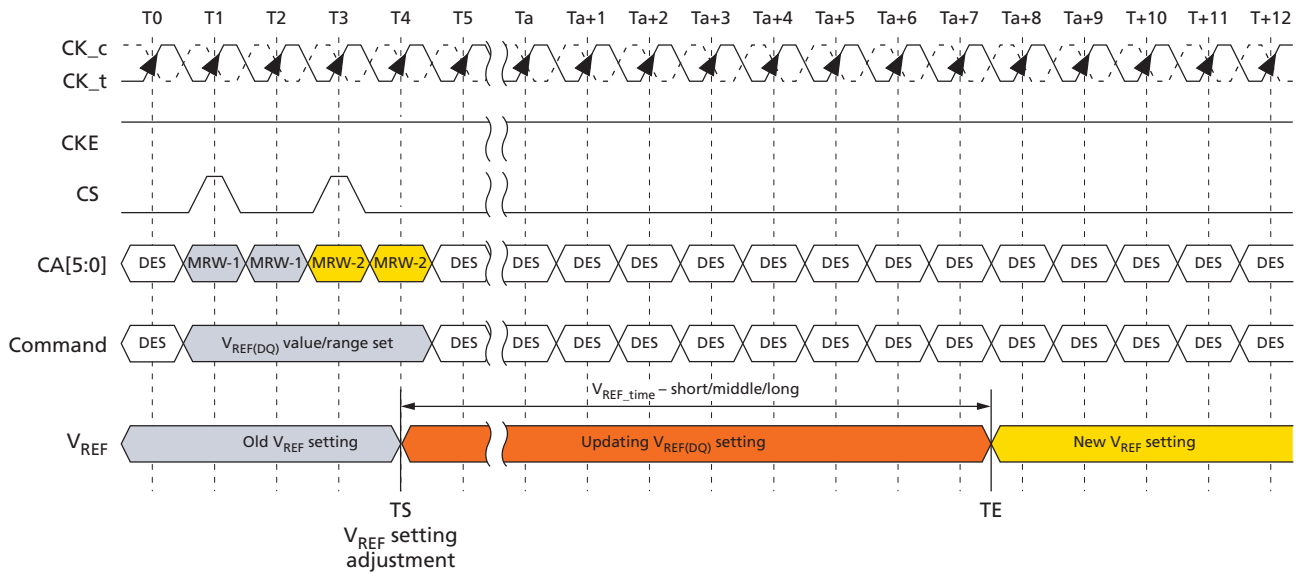 T0 T1 T2 T3 T4 T5 Ta Ta+1 Ta+2 Ta+3 Ta+4 Ta+5 Ta+6 Ta+7 Ta+8 Ta+9 T+10 T+11 T+12
CK_c
CK_t
CKE
CS
CA[5:0] DES MRW-1 MRW-1 MRW-2 MRW-2 DES DES DES DES DES DES DES DES DES DES DES DES DES DES
Command DES VREF(DQ) value/range set DES DES DES DES DES DES DES DES DES DES DES DES DES DES
VREF_time – short/middle/long
VREF Old VREF setting Updating VREF(DQ) setting New VREF setting
TS TE
VREF setting
adjustment